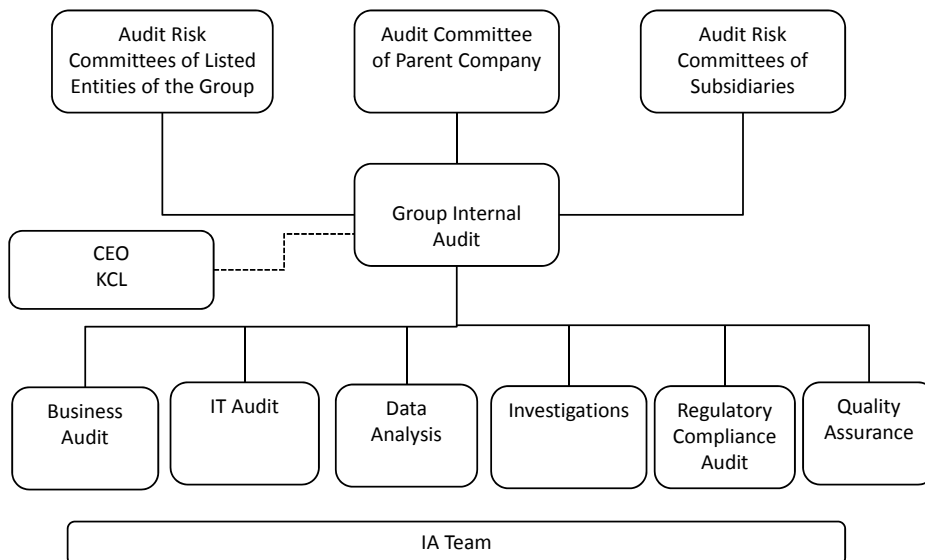 Audit Risk
Committees of Listed
Entities of the Group
Audit Committee
of Parent Company
Audit Risk
Committees of
Subsidiaries
Group Internal
Audit
CEO
KCL
Business
Audit
IT Audit
Data
Analysis
Investigations
Regulatory
Compliance
Audit
Quality
Assurance
IA Team